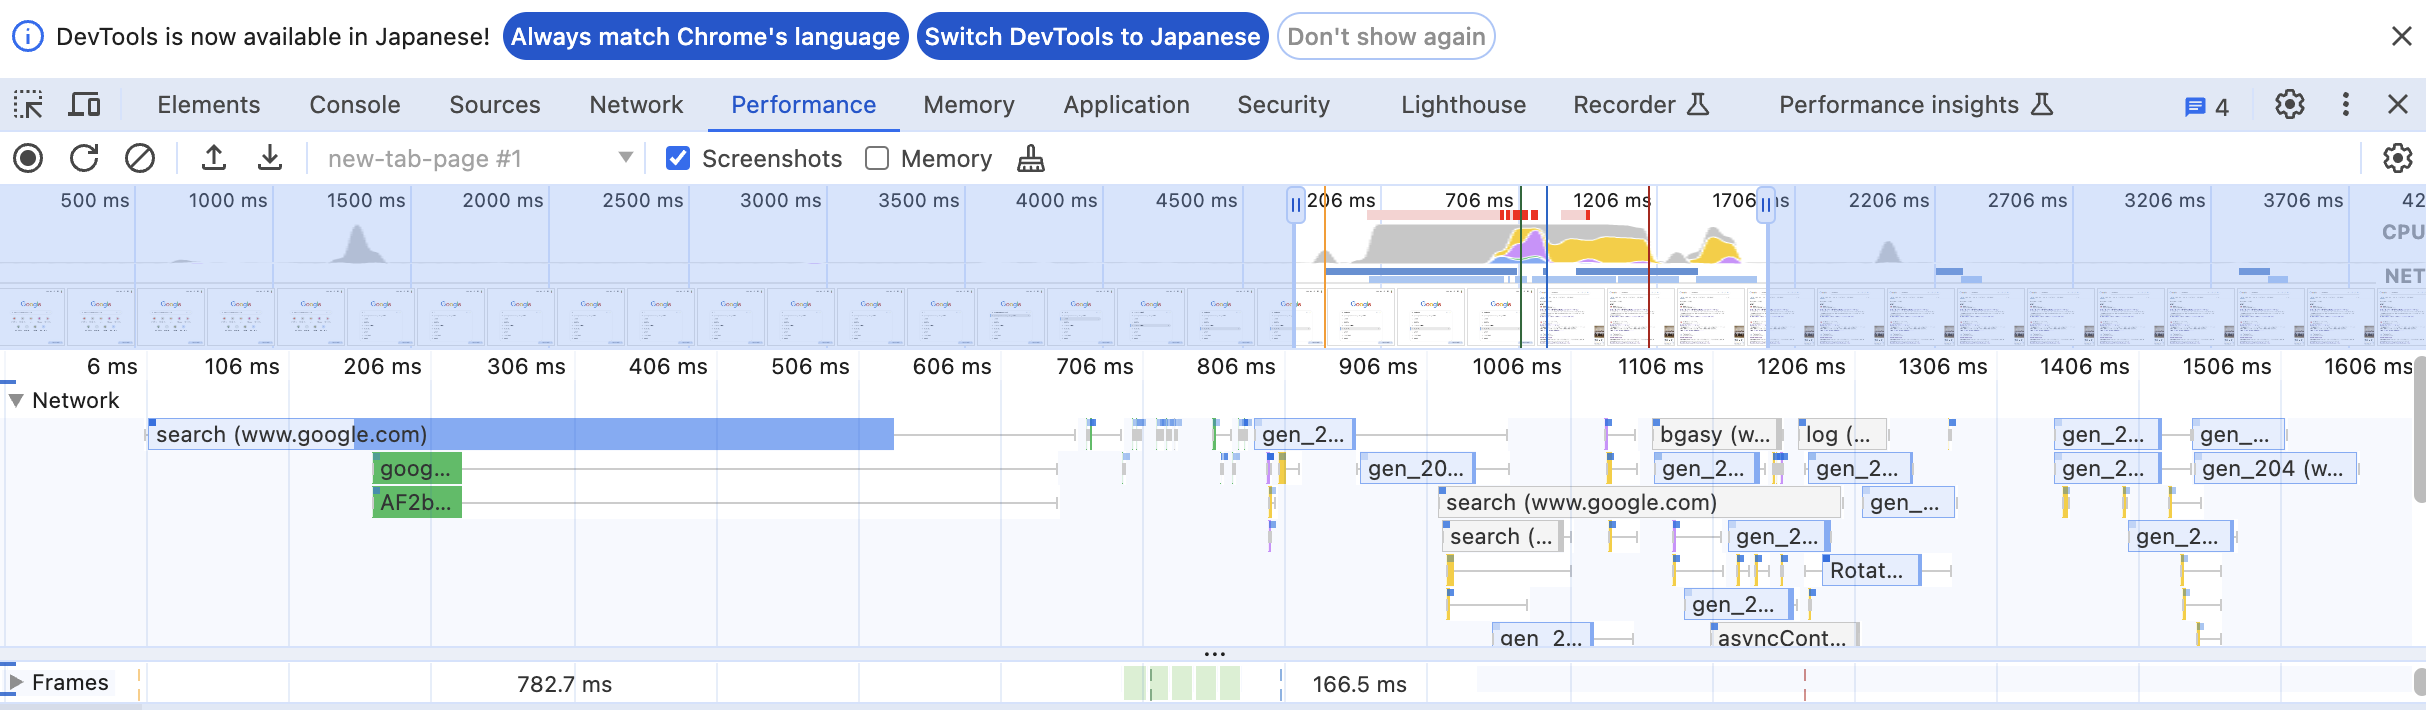 DevTools is now available in Japanese! Always match Chrome's language Switch DevTools to Japanese Don't show again
Elements Console Sources Network Performance Memory Application Security Lighthouse Recorder Performance insights 4
new-tab-page #1 Screenshots Memory
500 ms 1000 ms 1500 ms 2000 ms 2500 ms 3000 ms 3500 ms 4000 ms 4500 ms 206 ms 706 ms 1206 ms 1706 ms 2206 ms 2706 ms 3206 ms 3706 ms 42
CPU
NET
6 ms 106 ms 206 ms 306 ms 406 ms 506 ms 606 ms 706 ms 806 ms 906 ms 1006 ms 1106 ms 1206 ms 1306 ms 1406 ms 1506 ms 1606 ms
Network
search (www.google.com) gen_2... bgasy (w... log (... gen_2... gen_...
goog... gen_20... gen_2... gen_2... gen_2... gen_204 (w...
AF2b... search (www.google.com) gen_...
search (... gen_2... gen_2...
Rotat...
gen_2...
gen_2... asyncCont...
...
Frames 782.7 ms 166.5 ms